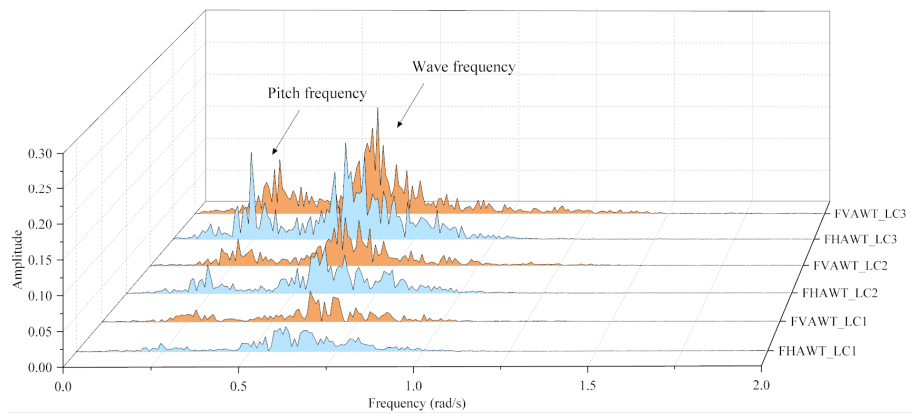 Wave frequency
Pitch frequency
0.30
0.25
0.20
0.15
0.10
0.05
0.00
Amplitude
FVAWT_LC3
FHAWT_LC3
FVAWT_LC2
FHAWT_LC2
FVAWT_LC1
FHAWT_LC1
0.0
0.5
1.0
1.5
2.0
Frequency (rad/s)